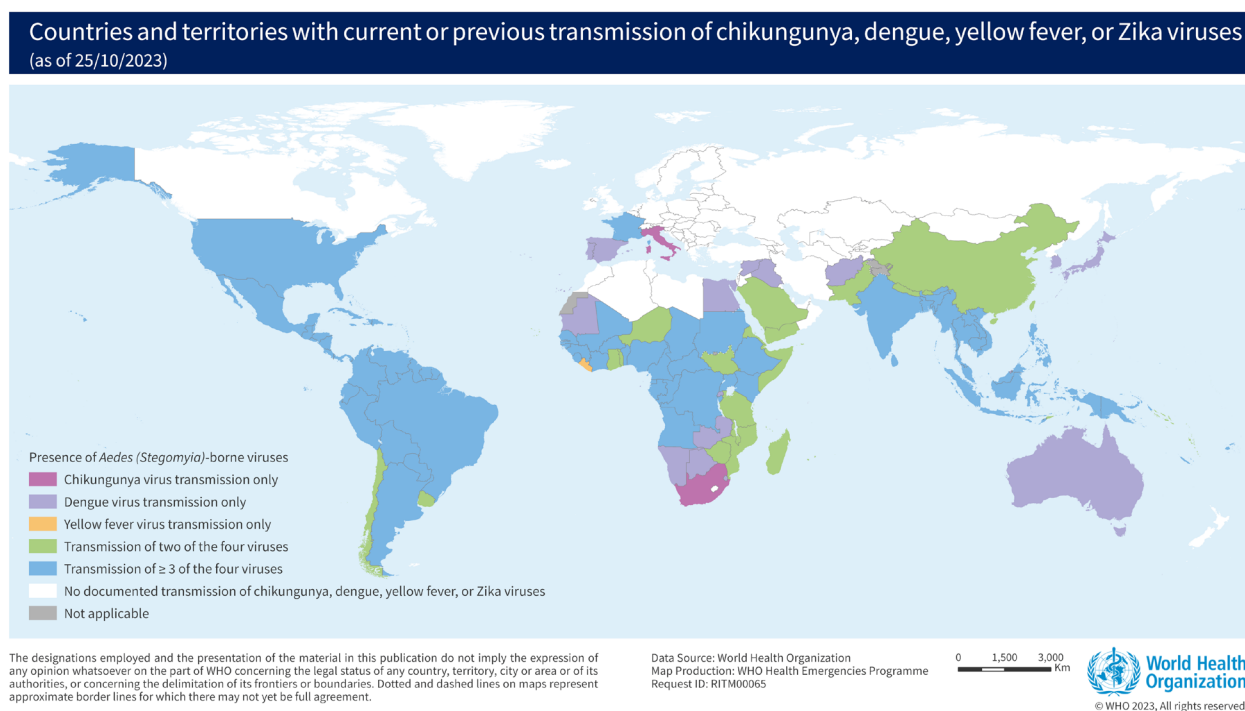 Countries and territories with current or previous transmission of chikungunya, dengue, yellow fever, or Zika viruses
(as of 25/10/2023)
Presence of Aedes (Stegomyia)-borne viruses
Chikungunya virus transmission only
Dengue virus transmission only
Yellow fever virus transmission only
Transmission of two of the four viruses
Transmission of ≥ 3 of the four viruses
No documented transmission of chikungunya, dengue, yellow fever, or Zika viruses
Not applicable
The designations employed and the presentation of the material in this publication do not imply the expression of
any opinion whatsoever on the part of WHO concerning the legal status of any country, territory, city or area or of its
authorities, or concerning the delimitation of its frontiers or boundaries. Dotted and dashed lines on maps represent
approximate border lines for which there may not yet be full agreement.
Data Source: World Health Organization
Map Production: WHO Health Emergencies Programme
Request ID: RITM00065
0 1,500 3,000
Km
World Health
Organization
© WHO 2023, All rights reserved